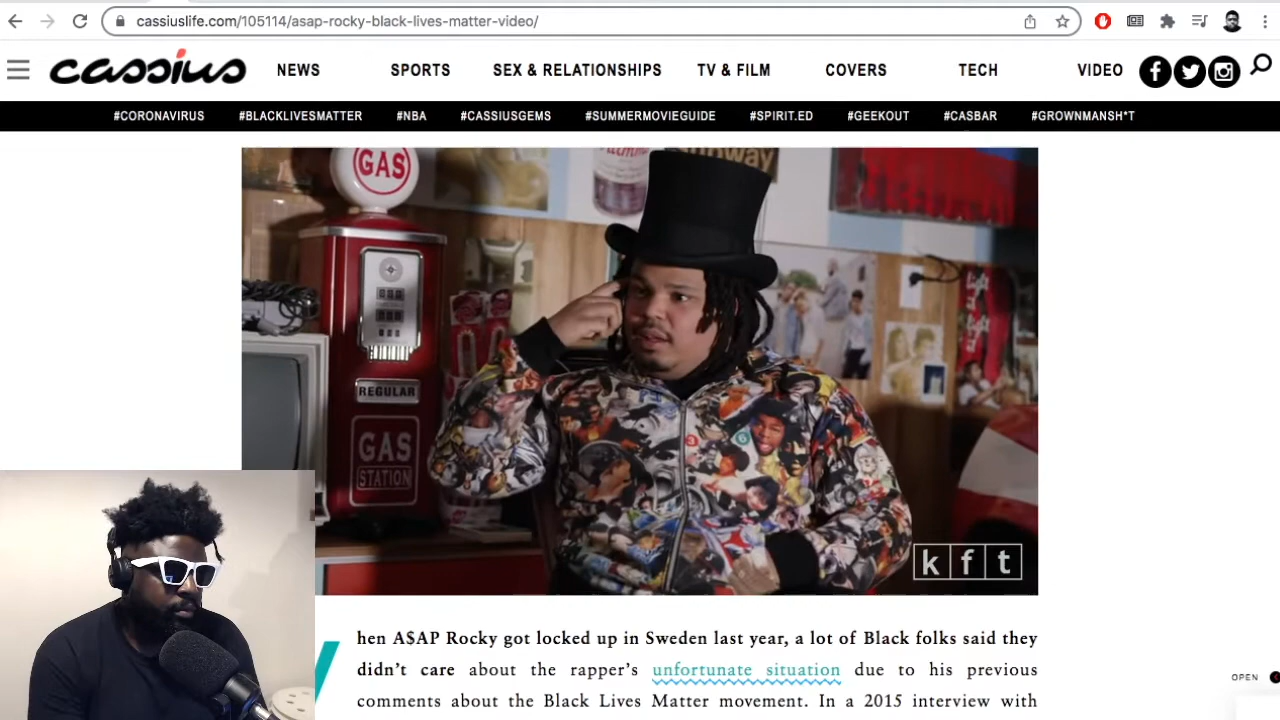 cassiuslife.com/105114/asap-rocky-black-lives-matter-video/
cassius
NEWS
SPORTS
SEX & RELATIONSHIPS
TV & FILM
COVERS
TECH
VIDEO
#CORONAVIRUS
#BLACKLIVESMATTER
#NBA
#CASSIUSGEMS
#SUMMERMOVIEGUIDE
#SPIRIT.ED
#GEEKOUT
#CASBAR
#GROWNMANSH*T
GAS
REGULAR
GAS
STATION
kft
hen A$AP Rocky got locked up in Sweden last year, a lot of Black folks said they
didn't care about the rapper's unfortunate situation due to his previous
comments about the Black Lives Matter movement. In a 2015 interview with
OPEN